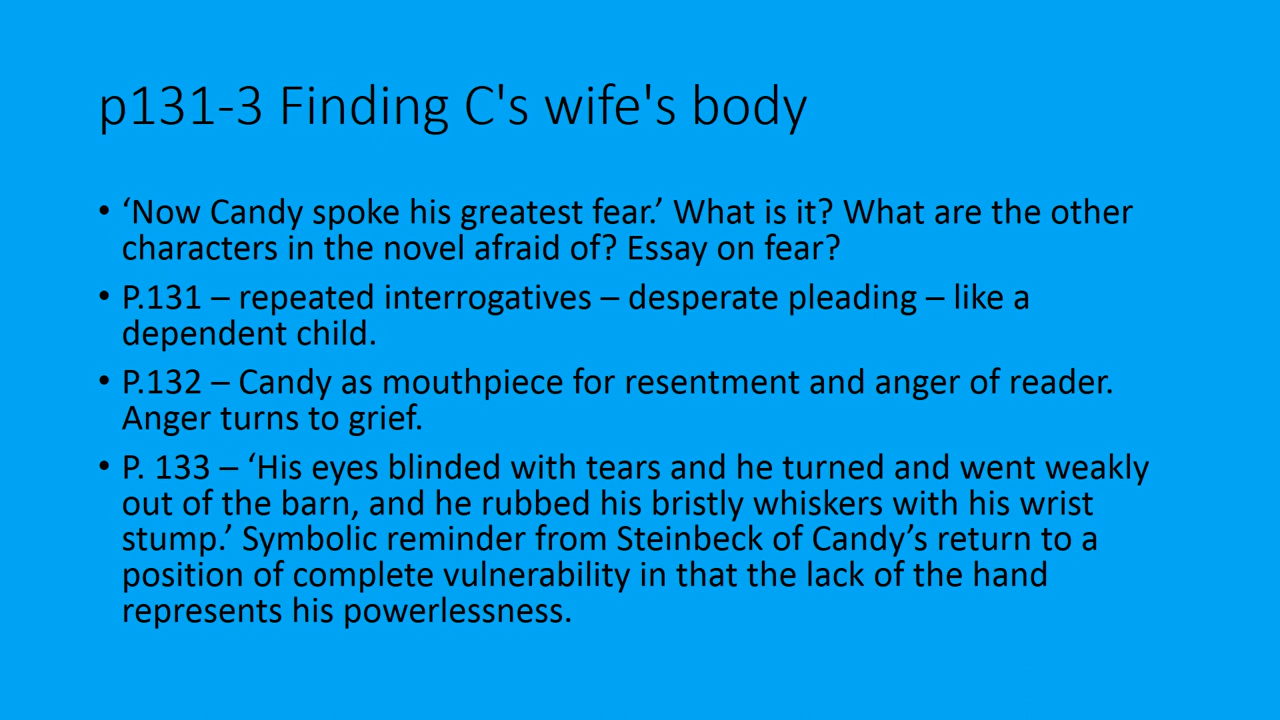 p131-3 Finding C's wife's body
• ‘Now Candy spoke his greatest fear.’ What is it? What are the other
characters in the novel afraid of? Essay on fear?
• P.131 – repeated interrogatives – desperate pleading – like a
dependent child.
• P.132 – Candy as mouthpiece for resentment and anger of reader.
Anger turns to grief.
• P. 133 – ‘His eyes blinded with tears and he turned and went weakly
out of the barn, and he rubbed his bristly whiskers with his wrist
stump.’ Symbolic reminder from Steinbeck of Candy’s return to a
position of complete vulnerability in that the lack of the hand
represents his powerlessness.